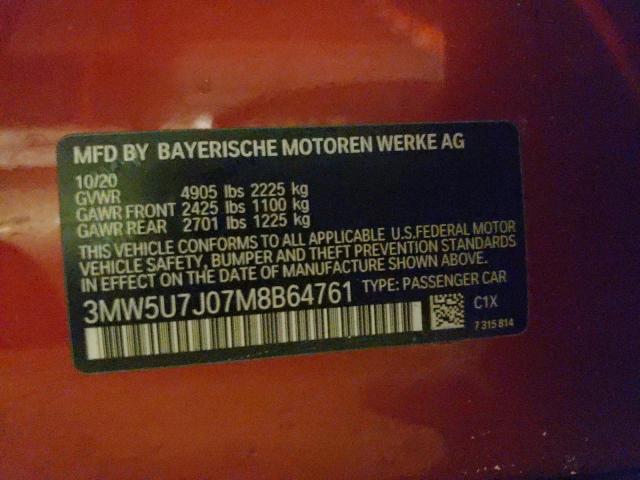 MFD BY BAYERISCHE MOTOREN WERKE AG
10/20
GVWR 4905 lbs 2225 kg
GAWR FRONT 2425 lbs 1100 kg
GAWR REAR 2701 lbs 1225 kg
THIS VEHICLE CONFORMS TO ALL APPLICABLE U.S.FEDERAL MOTOR
VEHICLE SAFETY, BUMPER AND THEFT PREVENTION STANDARDS
IN EFFECT ON THE DATE OF MANUFACTURE SHOWN ABOVE.
3MW5U7J07M8B64761 TYPE: PASSENGER CAR
C1X
7 315 814